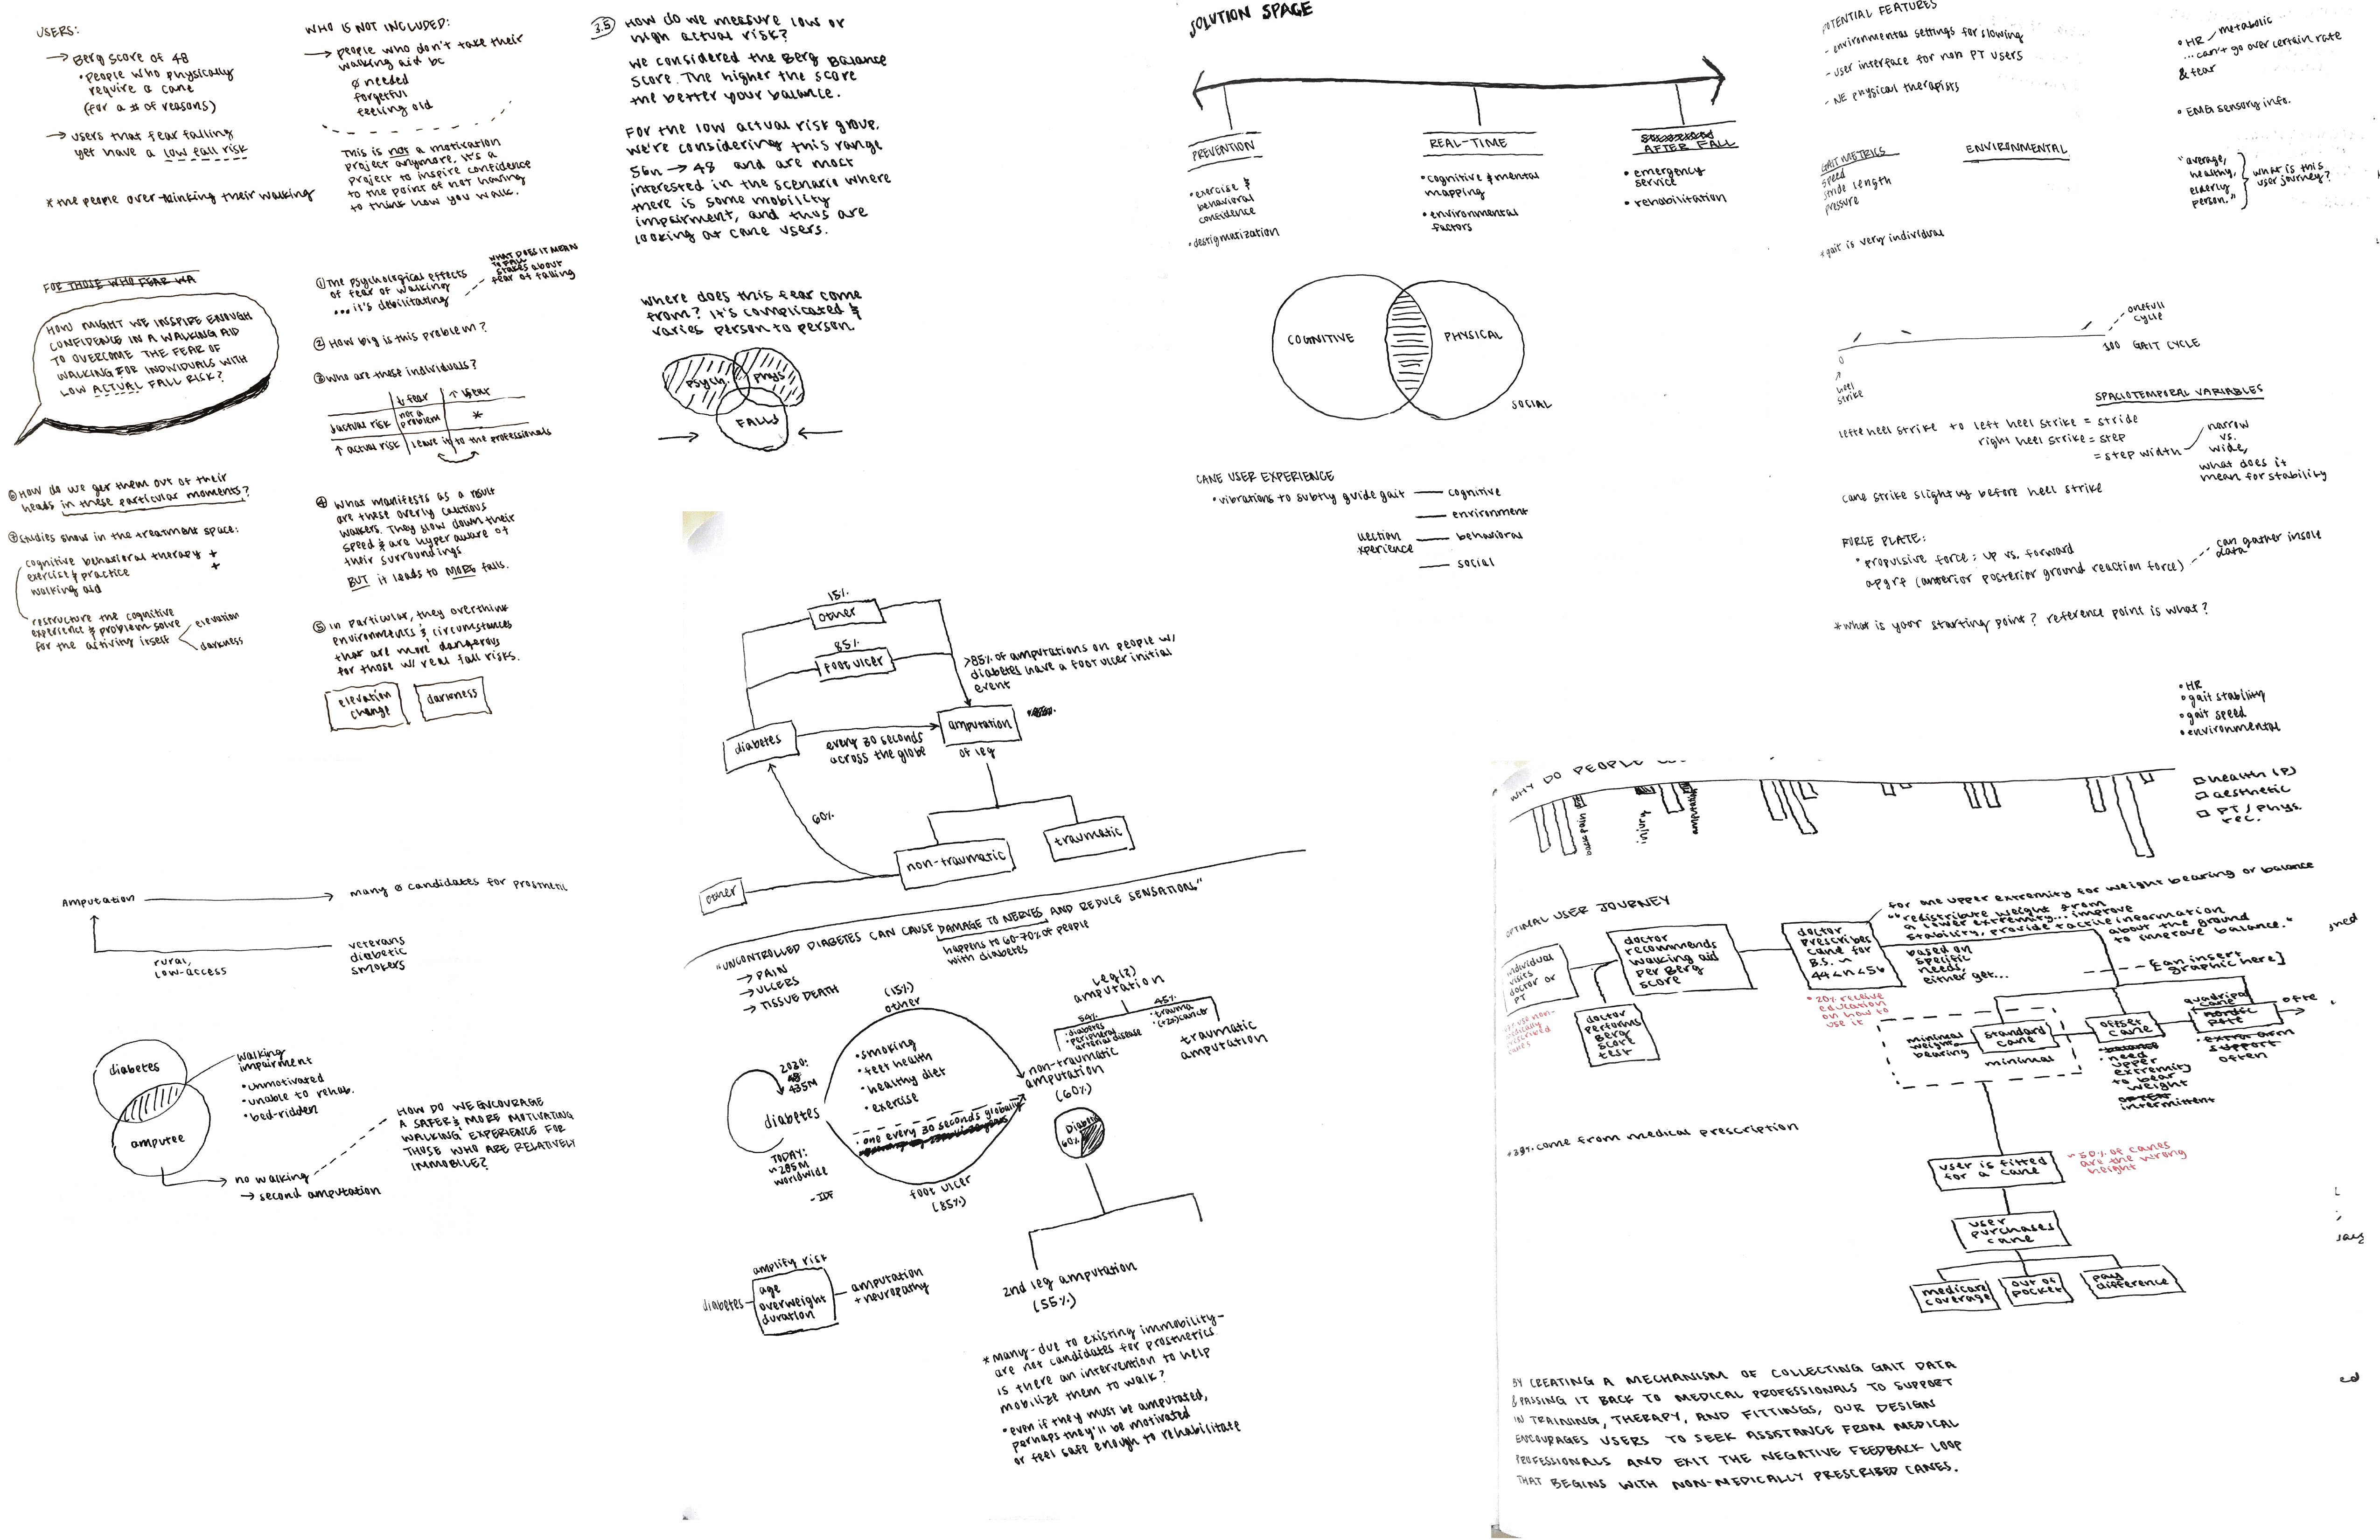 USERS:
→ Berg score of 48
• People who physically
require a cane
(for a # of reasons)
→ users that fear falling
yet have a low fall risk
* the people over-thinking their walking
WHO IS NOT INCLUDED:
→ people who don't take their
walking aid bc
Ø needed
forgetful
feeling old
This is not a motivation
project anymore. it's a
project to inspire confidence
to the point of not having
to think how you walk.
FOR THOSE WHO FEAR WA
HOW MIGHT WE INSPIRE ENOUGH
CONFIDENCE IN A WALKING AID
TO OVERCOME THE FEAR OF
WALKING FOR INDIVIDUALS WITH
LOW ACTUAL FALL RISK?
① The psychological effects
of fear of walking
... it's debilitating
WHAT DOES IT MEAN
TO FALL
STAKES about
fear of falling
② How big is this problem?
③ who are these individuals?
↓ fear
↑ fear
↓ actual risk
not a
problem
*
↑ actual risk
leave it to the professionals
④ What manifests as a result
are these overly cautious
walkers. They slow down their
speed & are hyper aware of
their surroundings.
BUT it leads to MORE falls.
⑤ in particular, they overthink
environments & circumstances
that are more dangerous
for those w/ real fall risks.
elevation
change
darkness
⑥ How do we get them out of their
heads in these particular moments?
⑦ studies show in the treatment space:
cognitive behavioral therapy +
exercise & practice +
walking aid
restructure the cognitive
experience & problem solve
for the activity itself
elevation
darkness
3.5
How do we measure low or
high actual risk?
we considered the Berg Balance
score. The higher the score
the better your balance.
For the low actual risk group,
we're considering this range
56n → 48 and are most
interested in the scenario where
there is some mobility
impairment, and thus are
looking at cane users.
where does this fear come
from? It's complicated &
varies person to person.
psych.
phys
FALLS
SOLUTION SPACE
PREVENTION
• exercise &
behavioral
confidence
• destigmatization
REAL-TIME
• cognitive & mental
mapping
• environmental
factors
AFTER FALL
• emergency
service
• rehabilitation
COGNITIVE
PHYSICAL
SOCIAL
CANE USER EXPERIENCE
• vibrations to subtly guide gait
cognitive
environment
behavioral
social
uection
xperience
POTENTIAL FEATURES
- environmental settings for slowing
- user interface for non PT users
- NE physical therapists
• HR / metabolic
... can't go over certain rate
& fear
• EMG sensory info.
GAIT METRICS
speed
stride length
pressure
ENVIRONMENTAL
"average,
healthy,
elderly
person."
what is this
user journey?
* gait is very individual
one full
cycle
0
100 GAIT CYCLE
heel
strike
SPACIOTEMPORAL VARIABLES
lefte heel strike to left heel strike = stride
right heel strike = step
= step width
narrow
vs.
wide,
what does it
mean for stability
cane strike slightly before heel strike
FORCE PLATE:
• propulsive force: up vs. forward
apgrf (anterior posterior ground reaction force)
can gather insole
data
* what is your starting point? reference point is what?
• HR
• gait stability
• gait speed
• environmental
15%
other
85%
foot ulcer
>85% of amputations on people w/
diabetes have a foot ulcer initial
event
diabetes
every 30 seconds
across the globe
amputation
of leg
60%
non-traumatic
traumatic
other
"UNCONTROLLED DIABETES CAN CAUSE DAMAGE TO NERVES AND REDUCE SENSATION."
happens to 60-70% of people
with diabetes
→ PAIN
→ ULCERS
→ TISSUE DEATH
(15%)
other
2030:
435M
diabetes
TODAY:
~285M
worldwide
- IDF
• smoking
• feet health
• healthy diet
• exercise
• one every 30 seconds globally
foot ulcer
(85%)
leg(?)
amputation
54%
• diabetes
• peripheral
arterial disease
45%
• trauma
• (<2%) cancer
non-traumatic
amputation
(60%)
traumatic
amputation
Diabetes
60%
2nd leg amputation
(55%)
* many - due to existing immobility -
are not candidates for prosthetics.
is there an intervention to help
mobilize them to walk?
• even if they must be amputated,
perhaps they'll be motivated
or feel safe enough to rehabilitate
amplify risk
diabetes
age
overweight
duration
amputation
+ neuropathy
Amputation
many Ø candidates for prosthetic
rural,
low-access
veterans
diabetic
smokers
diabetes
amputee
walking
impairment
• unmotivated
• unable to rehab.
• bed-ridden
no walking
→ second amputation
HOW DO WE ENCOURAGE
A SAFER & MORE MOTIVATING
WALKING EXPERIENCE FOR
THOSE WHO ARE RELATIVELY
IMMOBILE?
WHY DO PEOPLE
back pain
injury
amputation
health (P)
aesthetic
PT / Phys.
rec.
OPTIMAL USER JOURNEY
individual
visits
doctor or
PT
doctor
performs
Berg
score
test
doctor
recommends
walking aid
per Berg
score
doctor
prescribes
cane for
B.S. ~
44<n<56
• 20% receive
education
on how to
use it
for one upper extremity for weight bearing or balance
"redistribute weight from
a lower extremity... improve
stability, provide tactile information
about the ground
to improve balance."
based on
specific
needs,
either get...
[an insert
graphic here]
minimal
weight-
bearing
standard
cane
minimal
offset
cane
• need
upper
extremity
to bear
weight
often
intermittent
quadripod
cane
nordic
pole
• extra arm
support
often
ofte
* 39% come from medical prescription
user is fitted
for a cane
~50% of canes
are the wrong
height
user
purchases
cane
medicare
coverage
out of
pocket
pay
difference
BY CREATING A MECHANISM OF COLLECTING GAIT DATA
& PASSING IT BACK TO MEDICAL PROFESSIONALS TO SUPPORT
IN TRAINING, THERAPY, AND FITTINGS, OUR DESIGN
ENCOURAGES USERS TO SEEK ASSISTANCE FROM MEDICAL
PROFESSIONALS AND EXIT THE NEGATIVE FEEDBACK LOOP
THAT BEGINS WITH NON-MEDICALLY PRESCRIBED CANES.